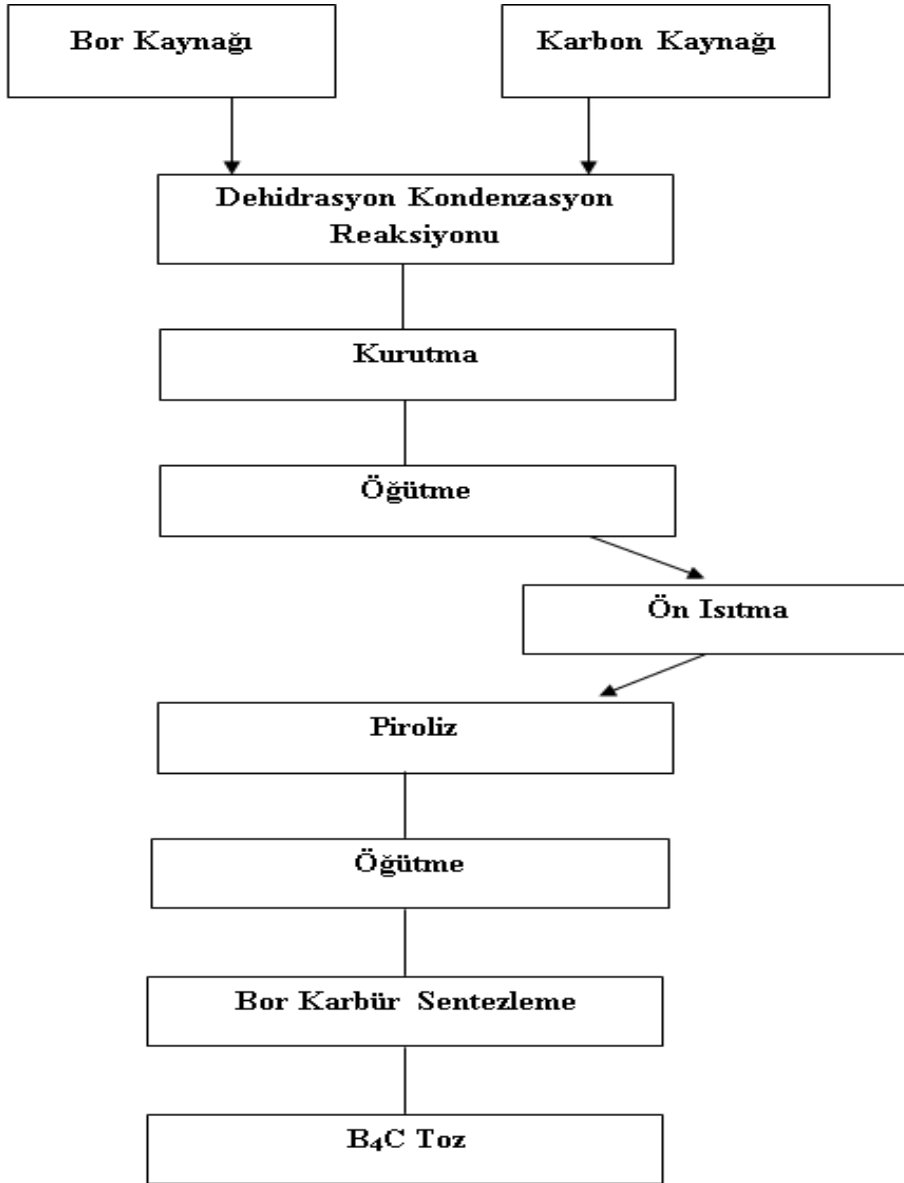 Bor Kaynağı
Karbon Kaynağı
Dehidrasyon Kondenzasyon
Reaksiyonu
Kurutma
Öğütme
Ön Isıtma
Piroliz
Öğütme
Bor Karbür Sentezleme
B₄C Toz